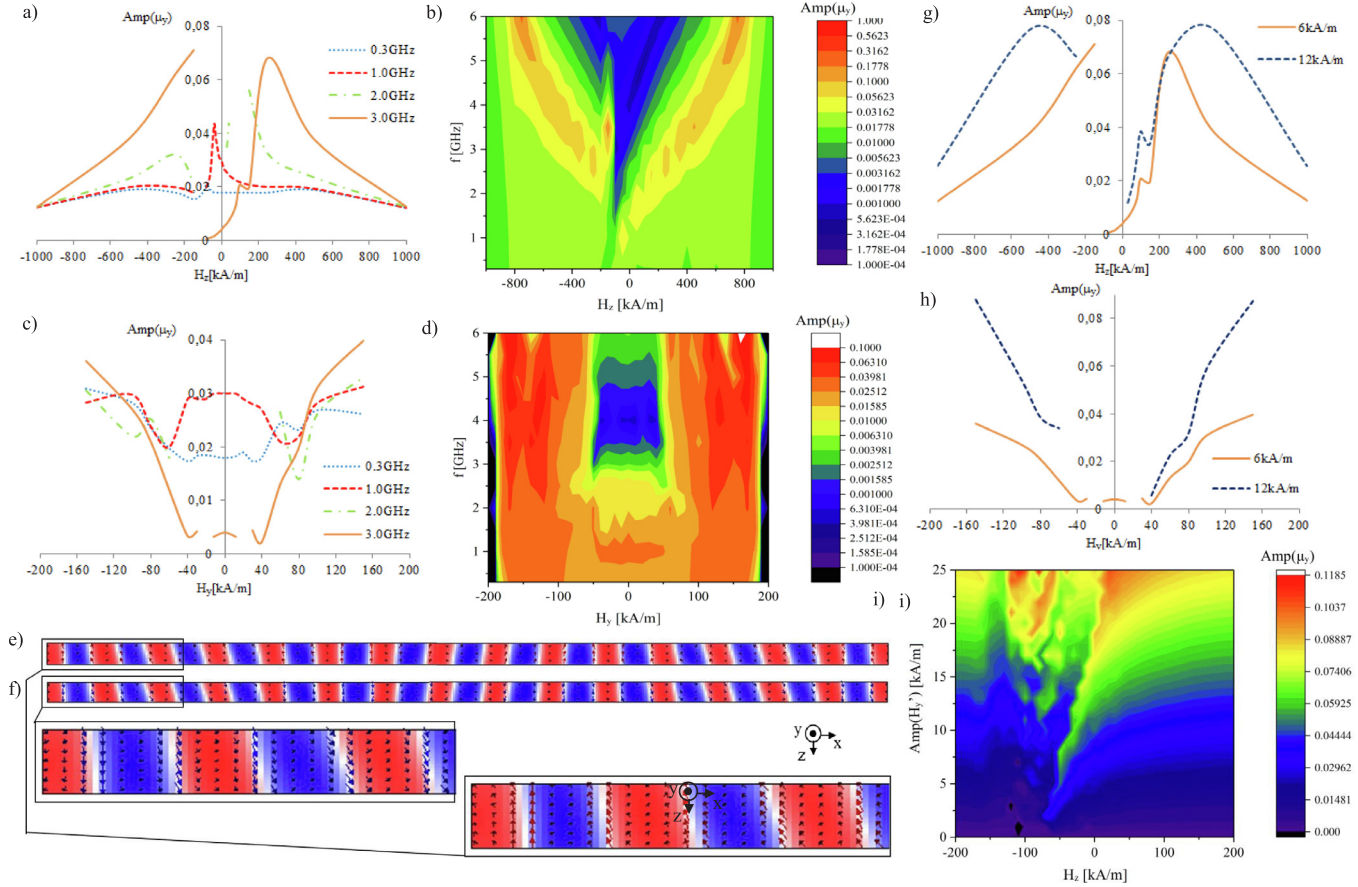 a)
Amp(μy)
0,08
0,06
0,04
0,02
0
0.3GHz
1.0GHz
2.0GHz
3.0GHz
-1000 -800 -600 -400 -200 0 200 400 600 800 1000
Hz[kA/m]
b)
6
5
4
3
2
1
f [GHz]
-800 -400 0 400 800
Hz [kA/m]
Amp(μy)
1.000
0.5623
0.3162
0.1778
0.1000
0.05623
0.03162
0.01778
0.01000
0.005623
0.003162
0.001778
0.001000
5.623E-04
3.162E-04
1.778E-04
1.000E-04
g)
Amp(μy)
0,08
0,06
0,04
0,02
0
6kA/m
12kA/m
-1000 -800 -600 -400 -200 0 200 400 600 800 1000
Hz[kA/m]
c)
Amp(μy)
0,04
0,03
0,02
0,01
0
0.3GHz
1.0GHz
2.0GHz
3.0GHz
-200 -160 -120 -80 -40 0 40 80 120 160 200
Hy[kA/m]
d)
6
5
4
3
2
1
f [GHz]
-200 -100 0 100 200
Hy [kA/m]
Amp(μy)
0.1000
0.06310
0.03981
0.02512
0.01585
0.01000
0.006310
0.003981
0.002512
0.001585
0.001000
6.310E-04
3.981E-04
2.512E-04
1.585E-04
1.000E-04
h)
Amp(μy)
0,08
0,06
0,04
0,02
0
6kA/m
12kA/m
-200 -160 -120 -80 -40 0 40 80 120 160 200
Hy[kA/m]
e)
f)
y
x
z
y
x
z
i) i)
25
20
15
10
5
0
Amp(Hy') [kA/m]
-200 -100 0 100 200
Hz [kA/m]
Amp(μy)
0.1185
0.1037
0.08887
0.07406
0.05925
0.04444
0.02962
0.01481
0.000